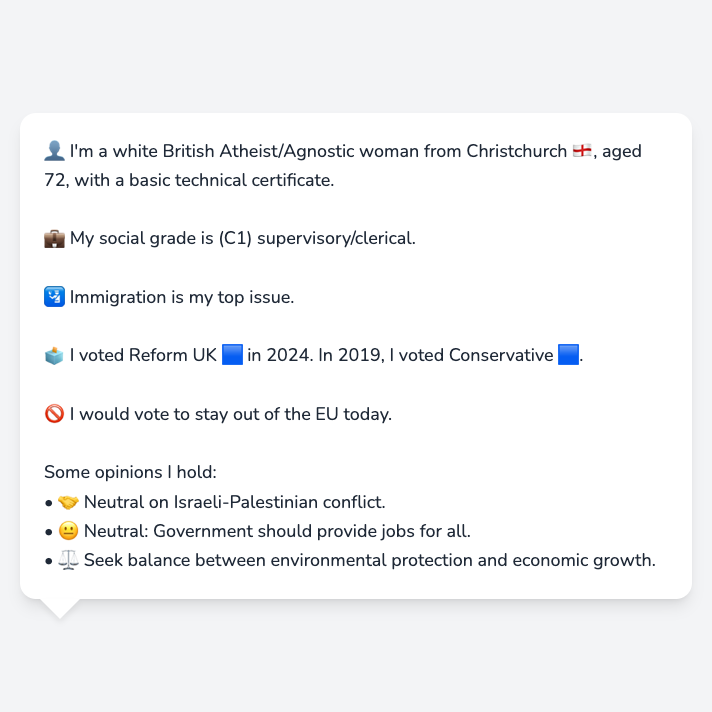 👤 I'm a white British Atheist/Agnostic woman from Christchurch 🏴󠁧󠁢󠁥󠁮󠁧󠁿, aged
72, with a basic technical certificate.
💼 My social grade is (C1) supervisory/clerical.
🛂 Immigration is my top issue.
🗳️ I voted Reform UK 🟦 in 2024. In 2019, I voted Conservative 🟦.
🚫 I would vote to stay out of the EU today.
Some opinions I hold:
• 🤝 Neutral on Israeli-Palestinian conflict.
• 😐 Neutral: Government should provide jobs for all.
• ⚖️ Seek balance between environmental protection and economic growth.